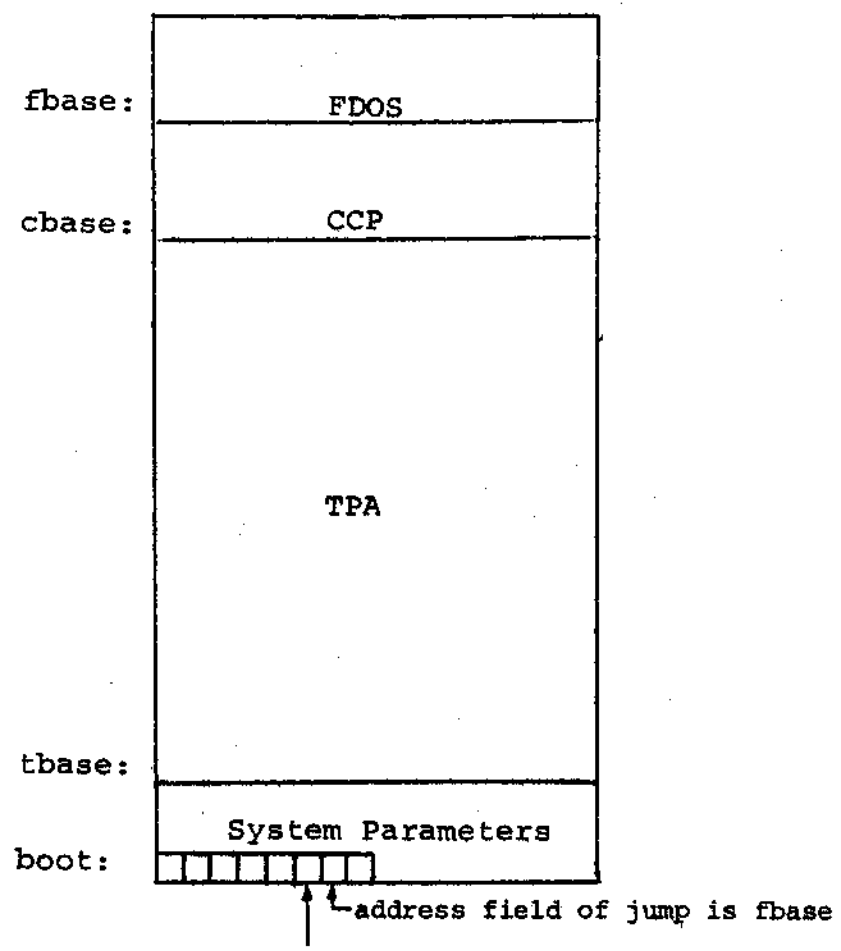 fbase: FDOS
cbase: CCP
TPA
tbase:
System Parameters
boot:
address field of jump is fbase